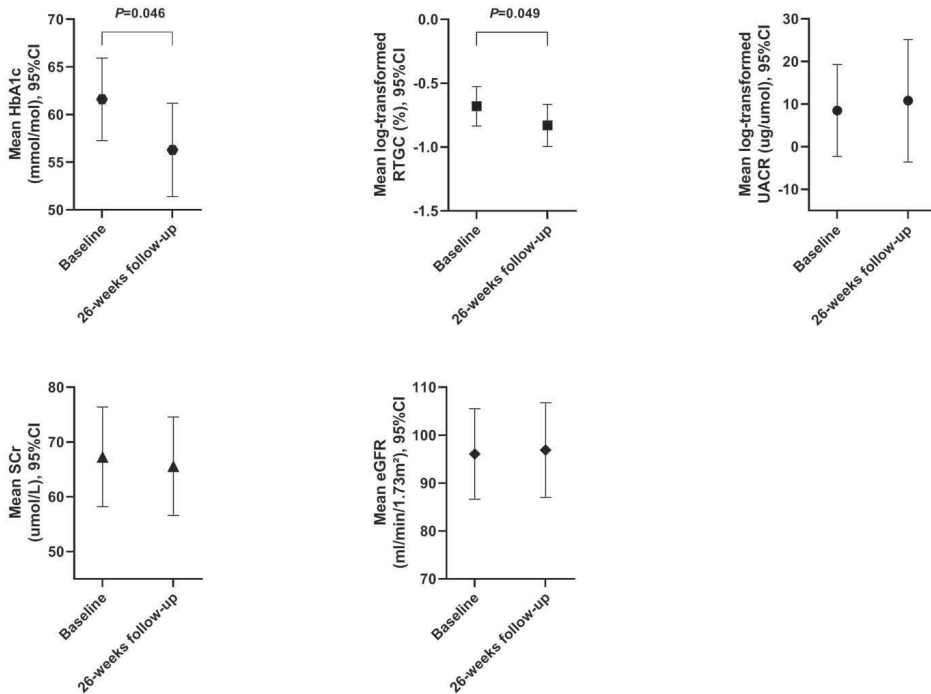 P=0.046
Mean HbA1c
(mmol/mol), 95%CI
70
65
60
55
50
Baseline
26-weeks follow-up
P=0.049
Mean log-transformed
RTGC (%), 95%CI
0.0
-0.5
-1.0
-1.5
Baseline
26-weeks follow-up
Mean log-transformed
UACR (ug/umol), 95%CI
30
20
10
0
-10
Baseline
26-weeks follow-up
Mean SCr
(umol/L), 95%CI
80
70
60
50
Baseline
26-weeks follow-up
Mean eGFR
(ml/min/1.73m²), 95%CI
110
100
90
80
70
Baseline
26-weeks follow-up